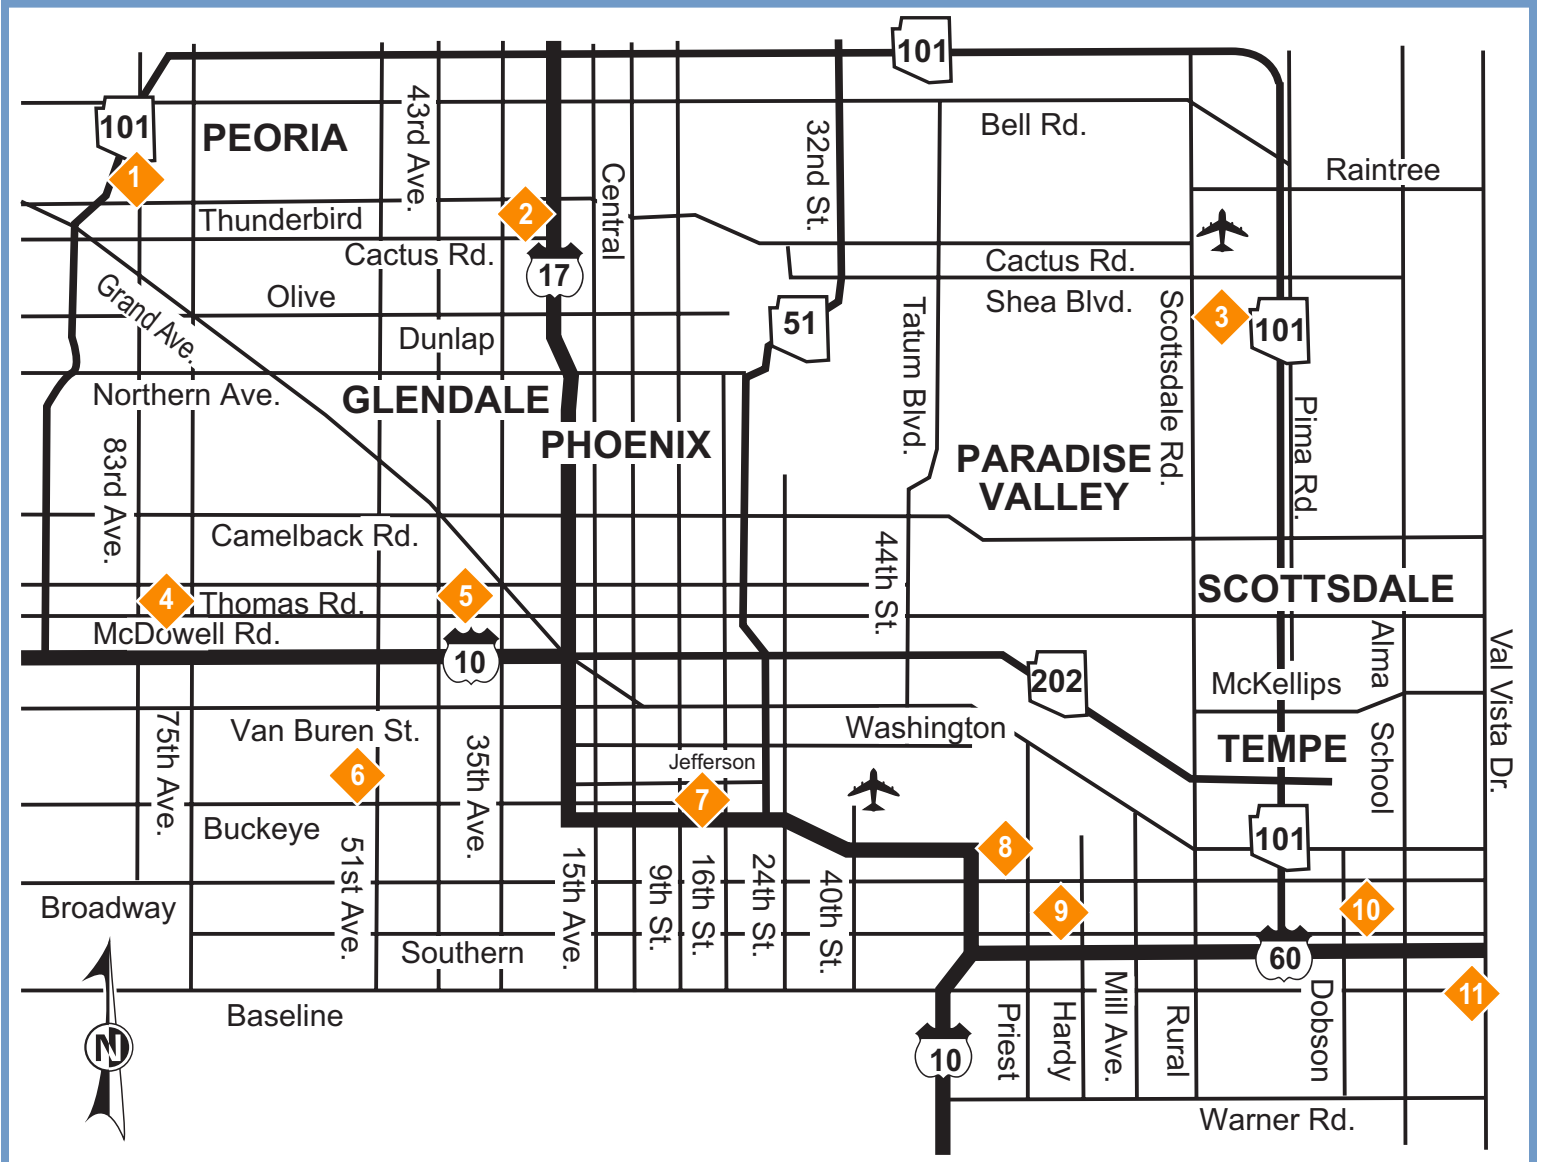 101
101
PEORIA
43rd Ave.
32nd St.
Bell Rd.
Raintree
1
Thunderbird
2
Central
Cactus Rd.
17
Cactus Rd.
Grand Ave.
Olive
Dunlap
51
Tatum Blvd.
Shea Blvd.
Scottsdale Rd.
3
101
Northern Ave.
GLENDALE
PHOENIX
83rd Ave.
PARADISE
VALLEY
Pima Rd.
Camelback Rd.
44th St.
4
Thomas Rd.
5
SCOTTSDALE
McDowell Rd.
10
202
McKellips
Alma
School
Val Vista Dr.
75th Ave.
Van Buren St.
35th Ave.
Washington
TEMPE
Jefferson
6
7
Buckeye
51st Ave.
15th Ave.
9th St.
16th St.
24th St.
40th St.
8
101
Broadway
9
10
Southern
60
11
Baseline
Priest
Hardy
Mill Ave.
Rural
Dobson
N
10
Warner Rd.